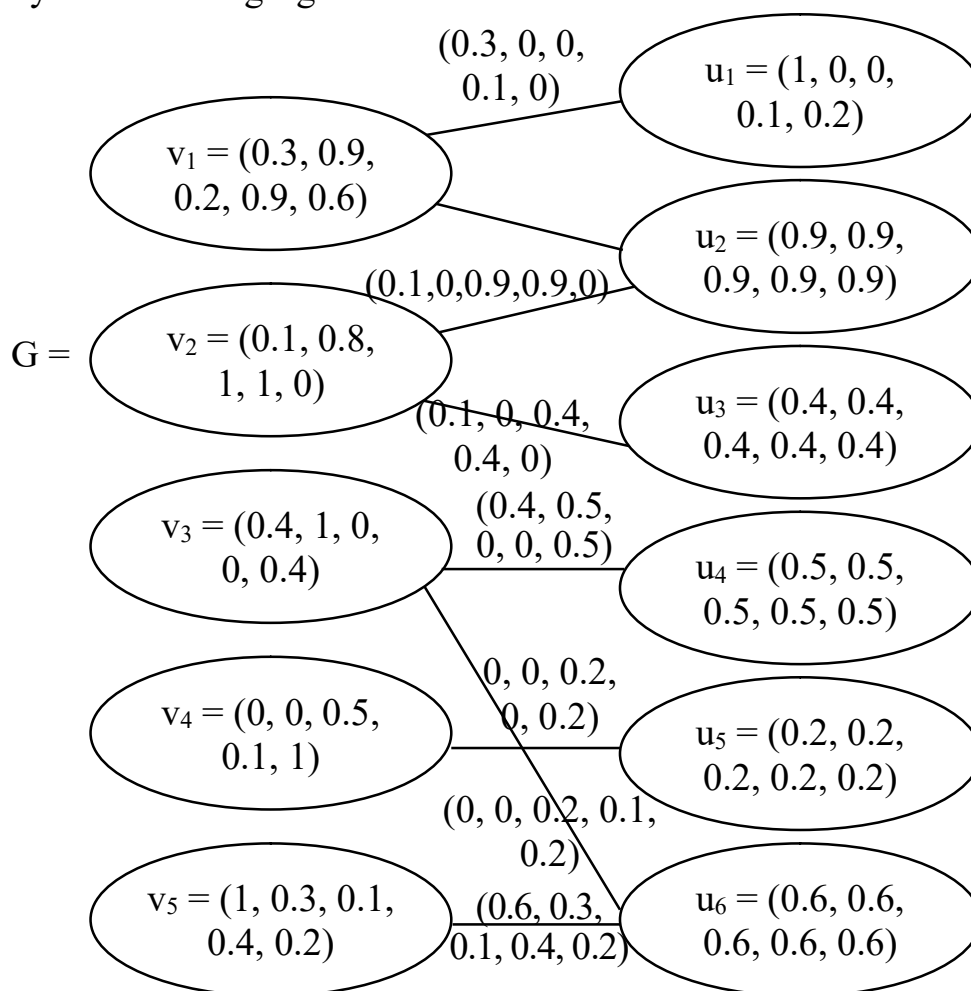 (0.3, 0, 0,
0.1, 0)
u₁ = (1, 0, 0,
0.1, 0.2)
v₁ = (0.3, 0.9,
0.2, 0.9, 0.6)
u₂ = (0.9, 0.9,
0.9, 0.9, 0.9)
(0.1,0,0.9,0.9,0)
G =
v₂ = (0.1, 0.8,
1, 1, 0)
(0.1, 0, 0.4,
0.4, 0)
u₃ = (0.4, 0.4,
0.4, 0.4, 0.4)
v₃ = (0.4, 1, 0,
0, 0.4)
(0.4, 0.5,
0, 0, 0.5)
u₄ = (0.5, 0.5,
0.5, 0.5, 0.5)
v₄ = (0, 0, 0.5,
0.1, 1)
0, 0, 0.2,
0, 0.2)
u₅ = (0.2, 0.2,
0.2, 0.2, 0.2)
(0, 0, 0.2, 0.1,
0.2)
v₅ = (1, 0.3, 0.1,
0.4, 0.2)
(0.6, 0.3,
0.1, 0.4, 0.2)
u₆ = (0.6, 0.6,
0.6, 0.6, 0.6)